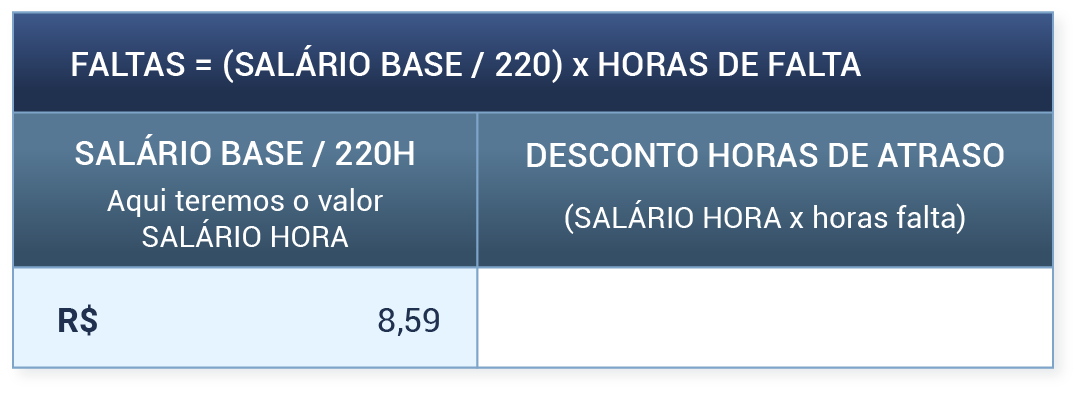 FALTAS = (SALÁRIO BASE / 220) x HORAS DE FALTA
SALÁRIO BASE / 220H
Aqui teremos o valor
SALÁRIO HORA
DESCONTO HORAS DE ATRASO
(SALÁRIO HORA x horas falta)
R$ 8,59